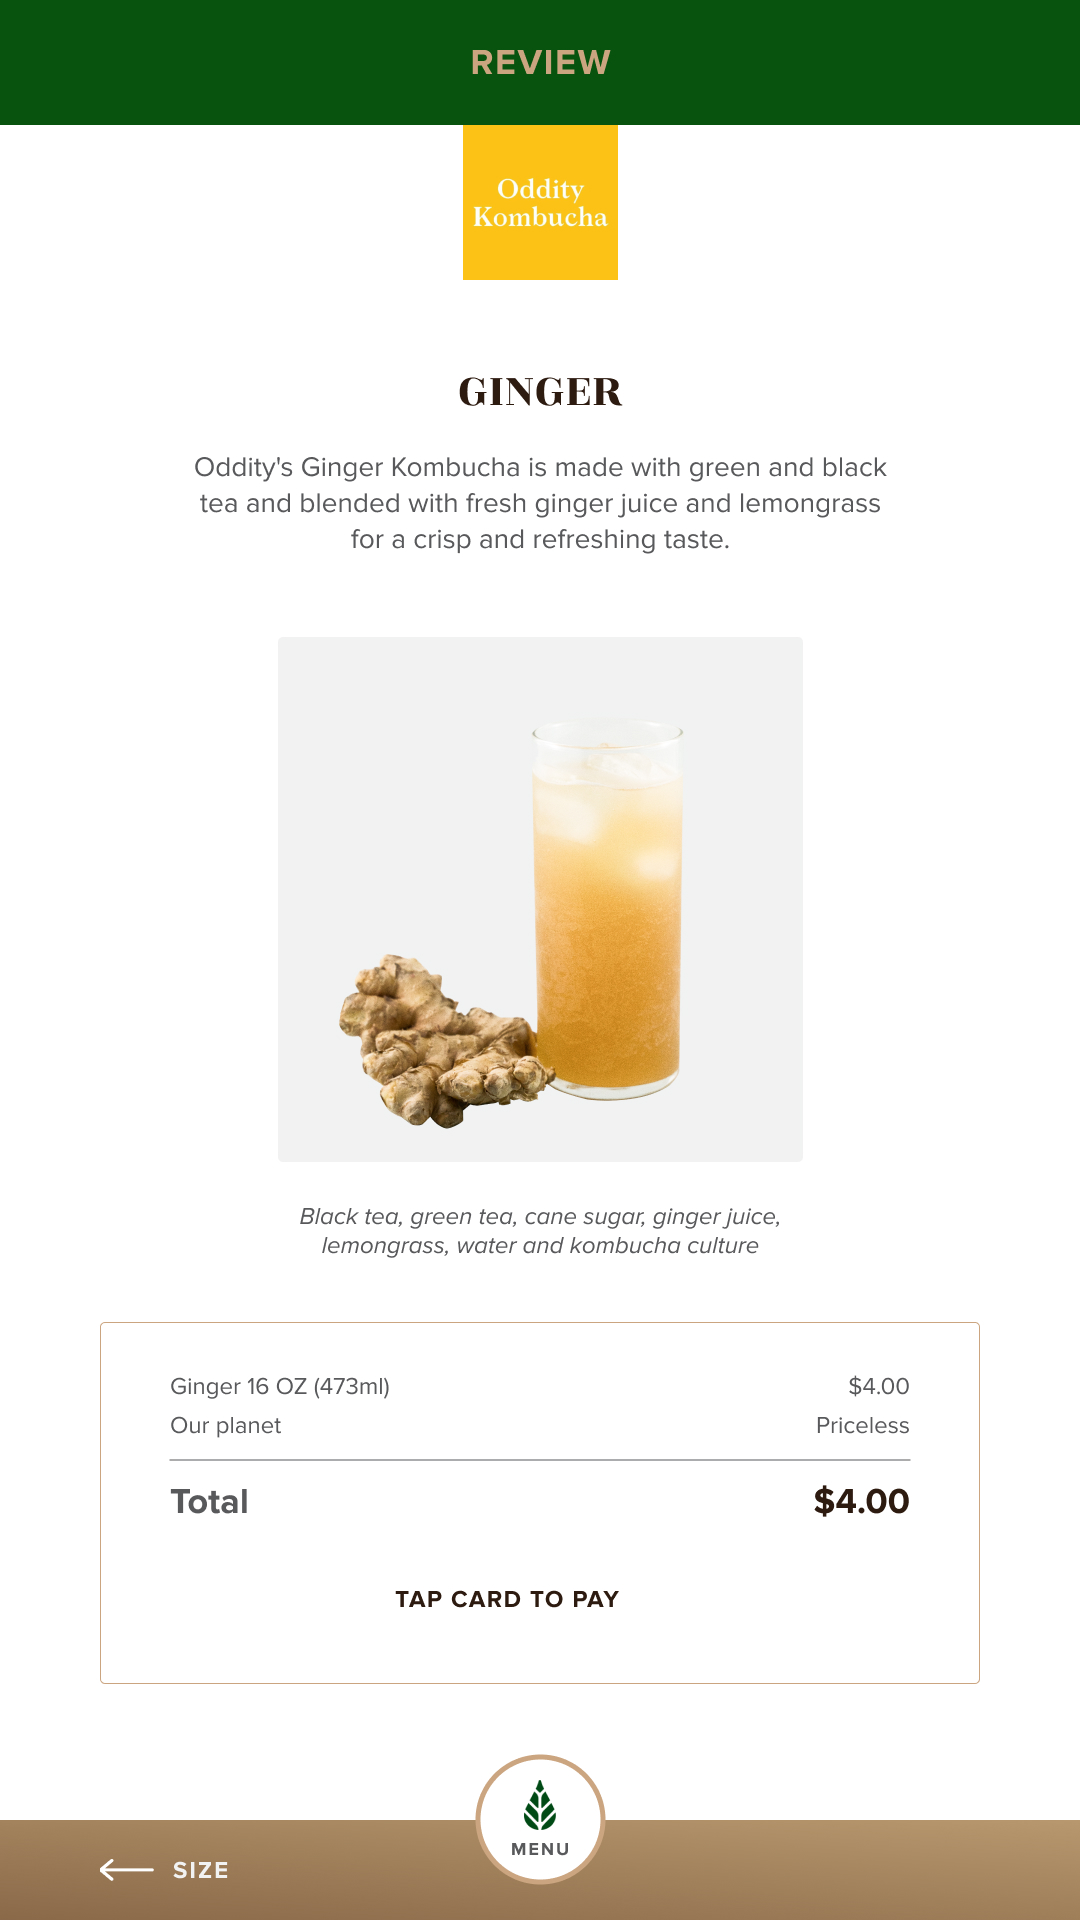 REVIEW
Oddity
Kombucha
GINGER
Oddity's Ginger Kombucha is made with green and black
tea and blended with fresh ginger juice and lemongrass
for a crisp and refreshing taste.
Black tea, green tea, cane sugar, ginger juice,
lemongrass, water and kombucha culture
Ginger 16 OZ (473ml) $4.00
Our planet Priceless
Total $4.00
TAP CARD TO PAY
MENU
SIZE